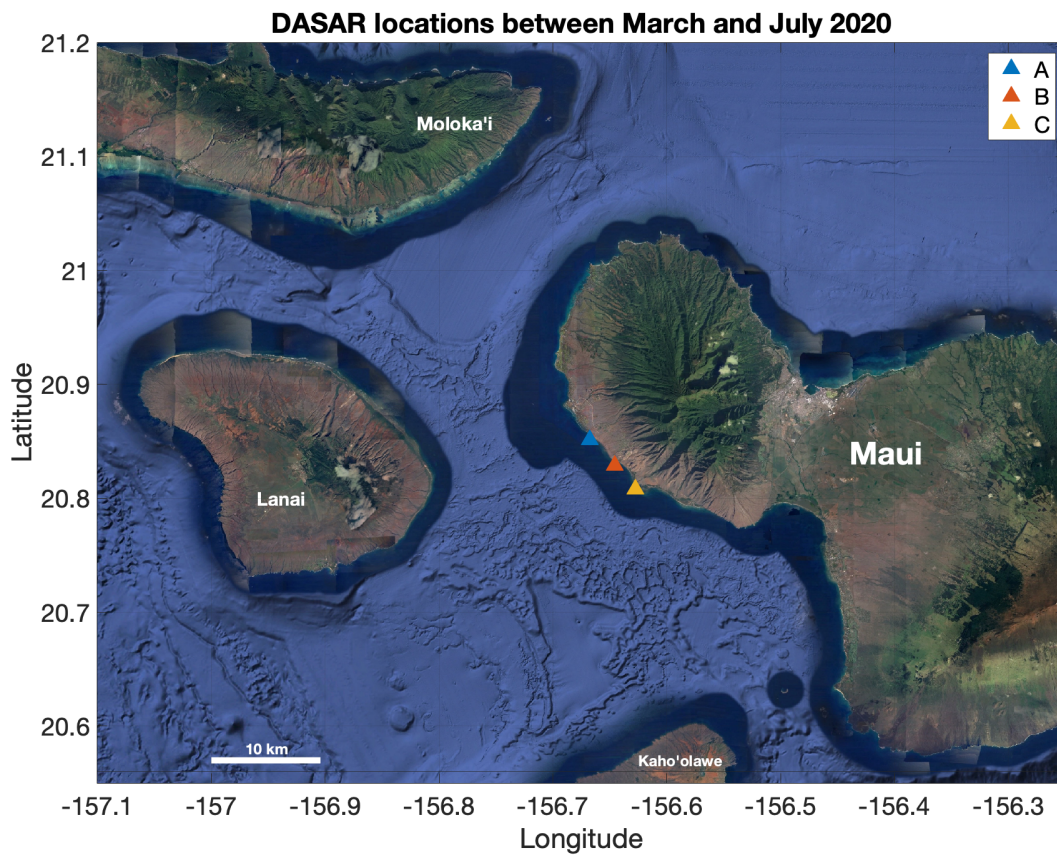 DASAR locations between March and July 2020
21.2
21.1
21
20.9
20.8
20.7
20.6
Latitude
A
B
C
Moloka'i
Maui
Lanai
10 km
Kaho'olawe
-157.1
-157
-156.9
-156.8
-156.7
-156.6
-156.5
-156.4
-156.3
Longitude